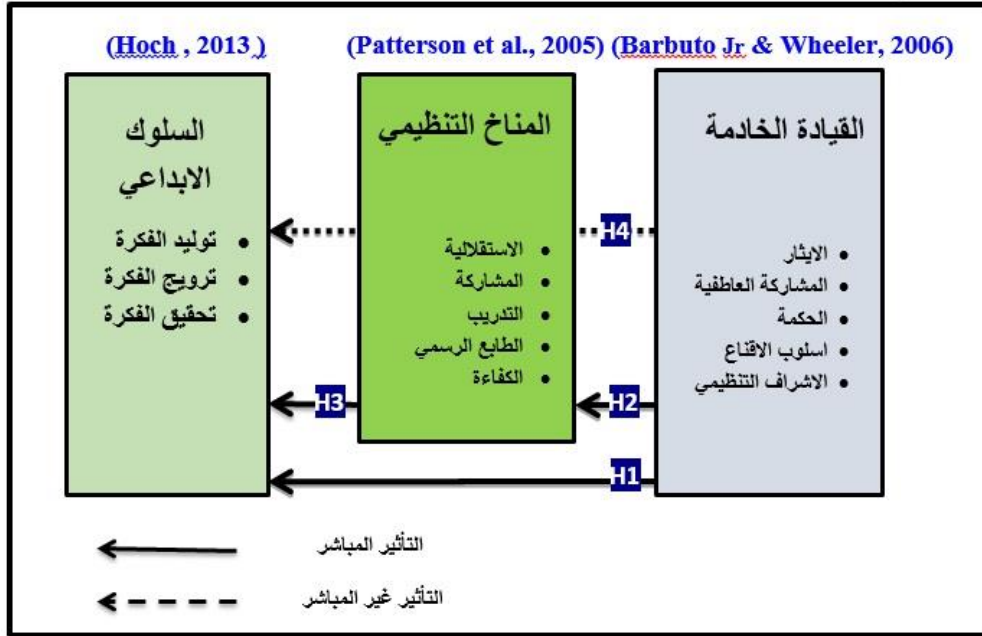 (Hoch , 2013 )
(Patterson et al., 2005) (Barbuto Jr & Wheeler, 2006)
القيادة الخادمة
الايثار
المشاركة العاطفية
الحكمة
اسلوب الاقناع
الاشراف التنظيمي
المناخ التنظيمي
الاستقلالية
المشاركة
التدريب
الطابع الرسمي
الكفاءة
السلوك
الابداعي
توليد الفكرة
ترويج الفكرة
تحقيق الفكرة
H4
H2
H3
H1
التأثير المباشر
التأثير غير المباشر